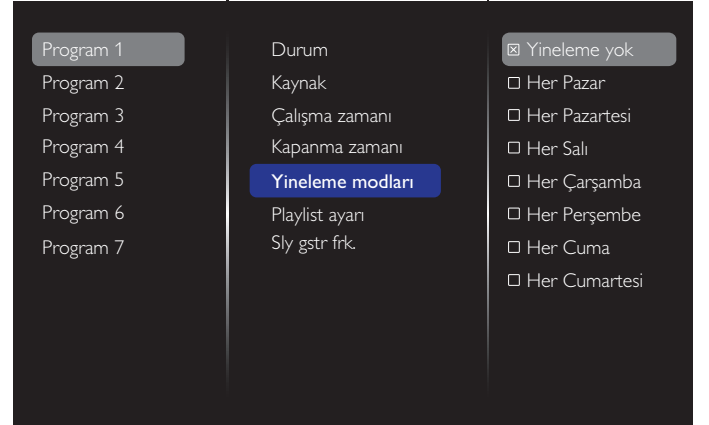 Program 1
Program 2
Program 3
Program 4
Program 5
Program 6
Program 7
Durum
Kaynak
Çalışma zamanı
Kapanma zamanı
Yineleme modları
Playlist ayarı
Sly gstr frk.
Yineleme yok
Her Pazar
Her Pazartesi
Her Salı
Her Çarşamba
Her Perşembe
Her Cuma
Her Cumartesi